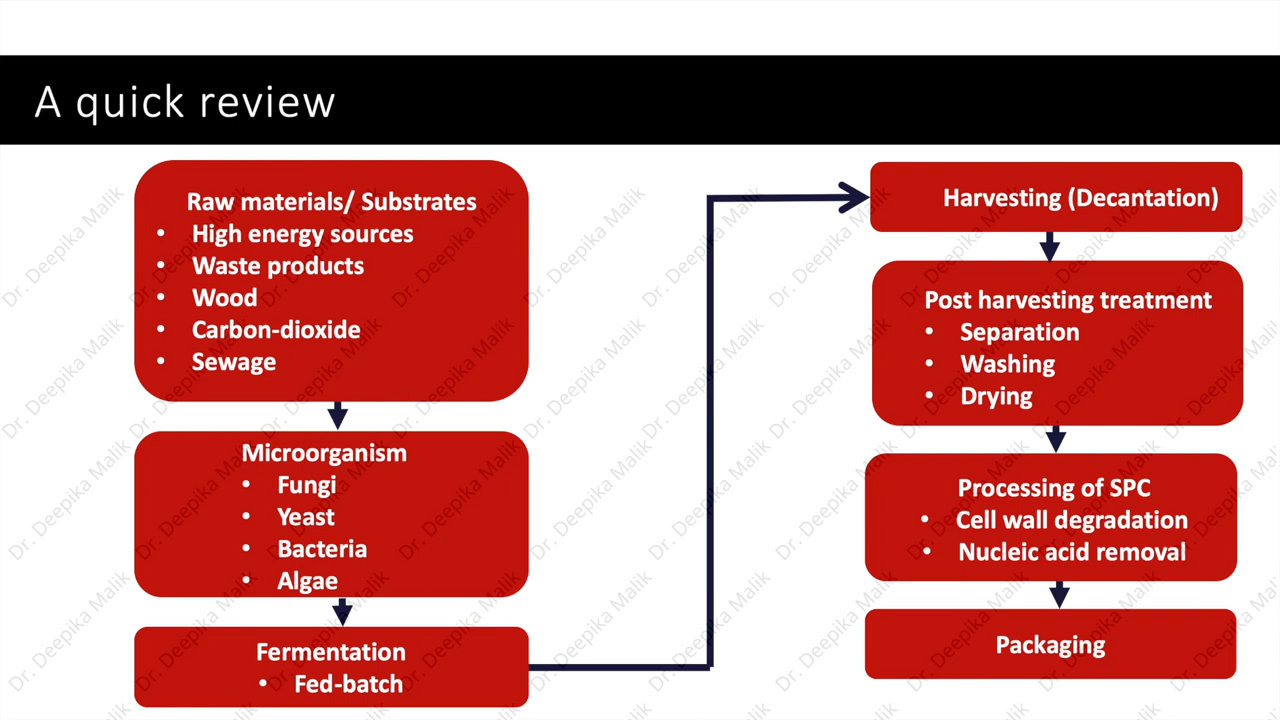 A quick review
Raw materials/ Substrates
• High energy sources
• Waste products
• Wood
• Carbon-dioxide
• Sewage
Microorganism
• Fungi
• Yeast
• Bacteria
• Algae
Fermentation
• Fed-batch
Harvesting (Decantation)
Post harvesting treatment
• Separation
• Washing
• Drying
Processing of SPC
• Cell wall degradation
• Nucleic acid removal
Packaging
Dr. Deepika Malik